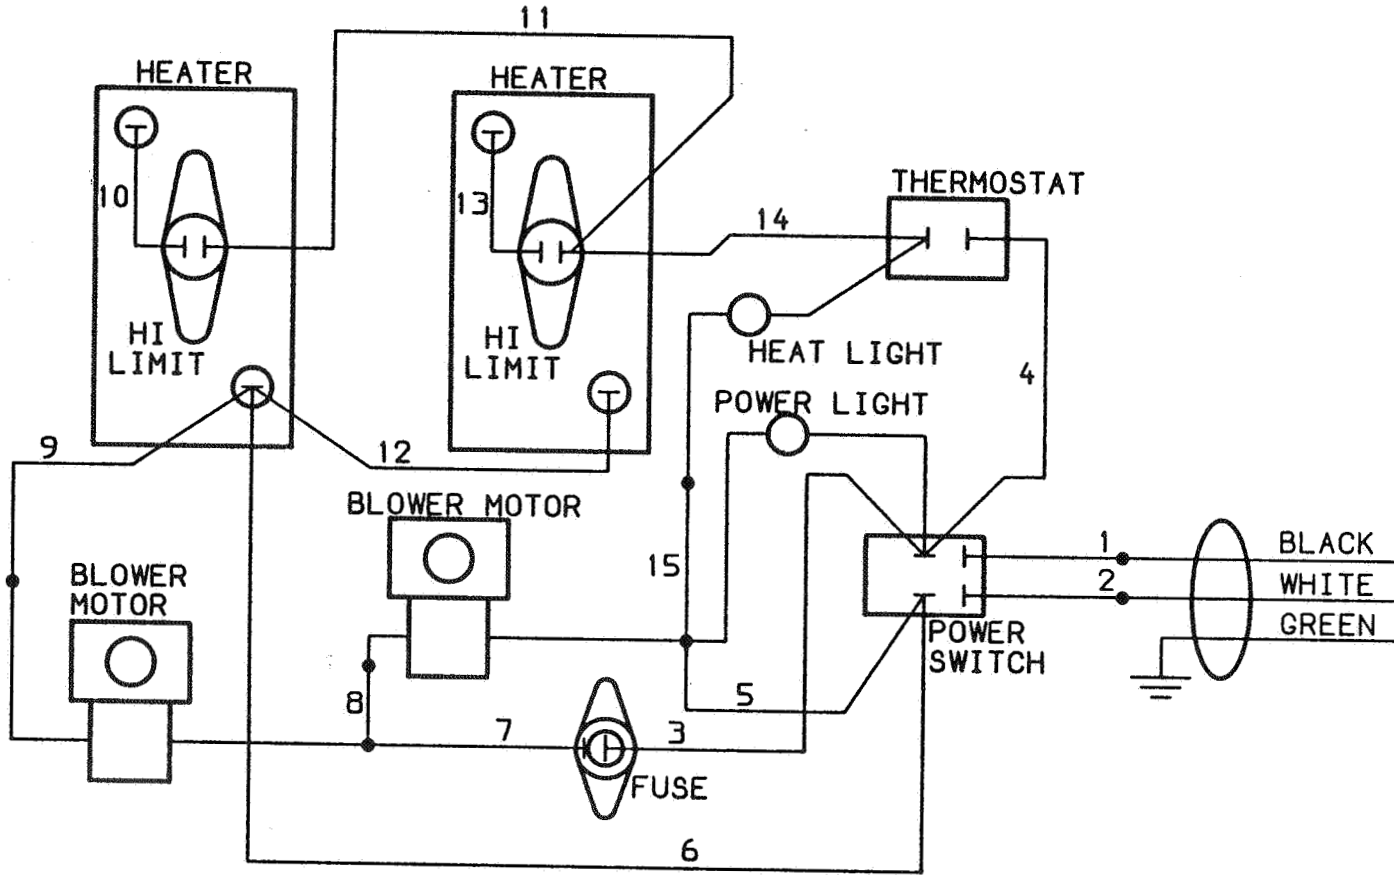 11
HEATER
HEATER
10
13
THERMOSTAT
14
HI
LIMIT
HI
LIMIT
HEAT LIGHT
4
POWER LIGHT
9
12
BLOWER MOTOR
1
BLACK
15
2
WHITE
BLOWER
MOTOR
GREEN
POWER
SWITCH
8
5
7
3
FUSE
6